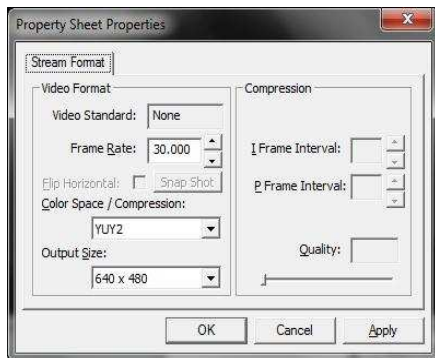 Property Sheet Properties
X
Stream Format
Video Format
Video Standard: None
Frame Rate: 30.000
Flip Horizontal: Snap Shot
Color Space / Compression:
YUY2
Output Size:
640 x 480
Compression
I Frame Interval:
P Frame Interval:
Quality:
OK Cancel Apply